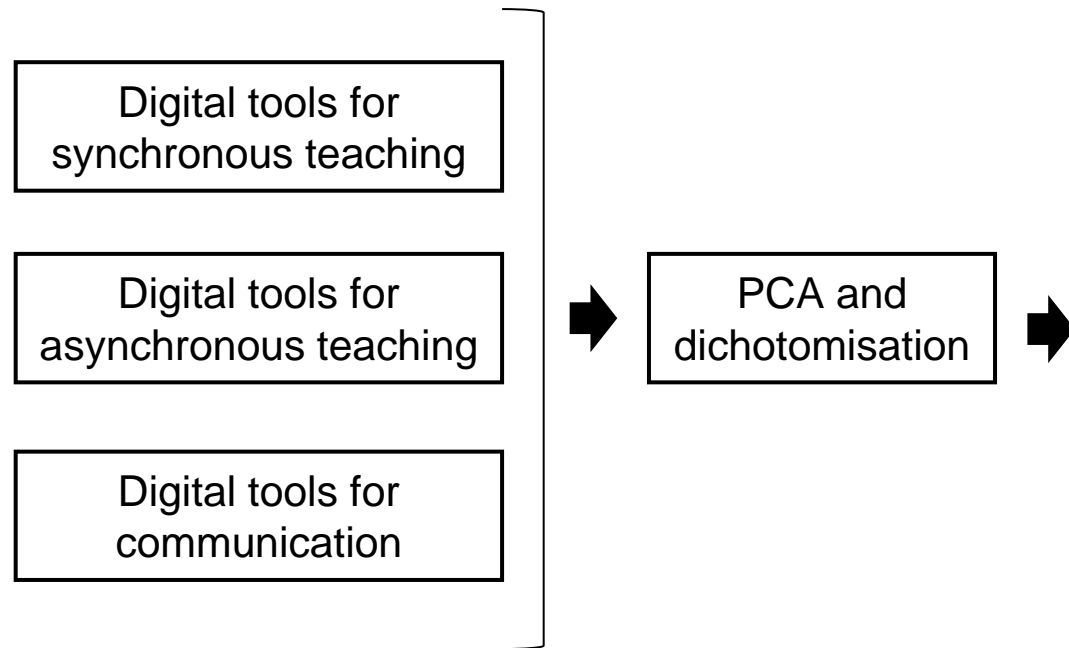 Digital tools for
synchronous teaching
Digital tools for
asynchronous teaching
Digital tools for
communication
PCA and
dichotomisation